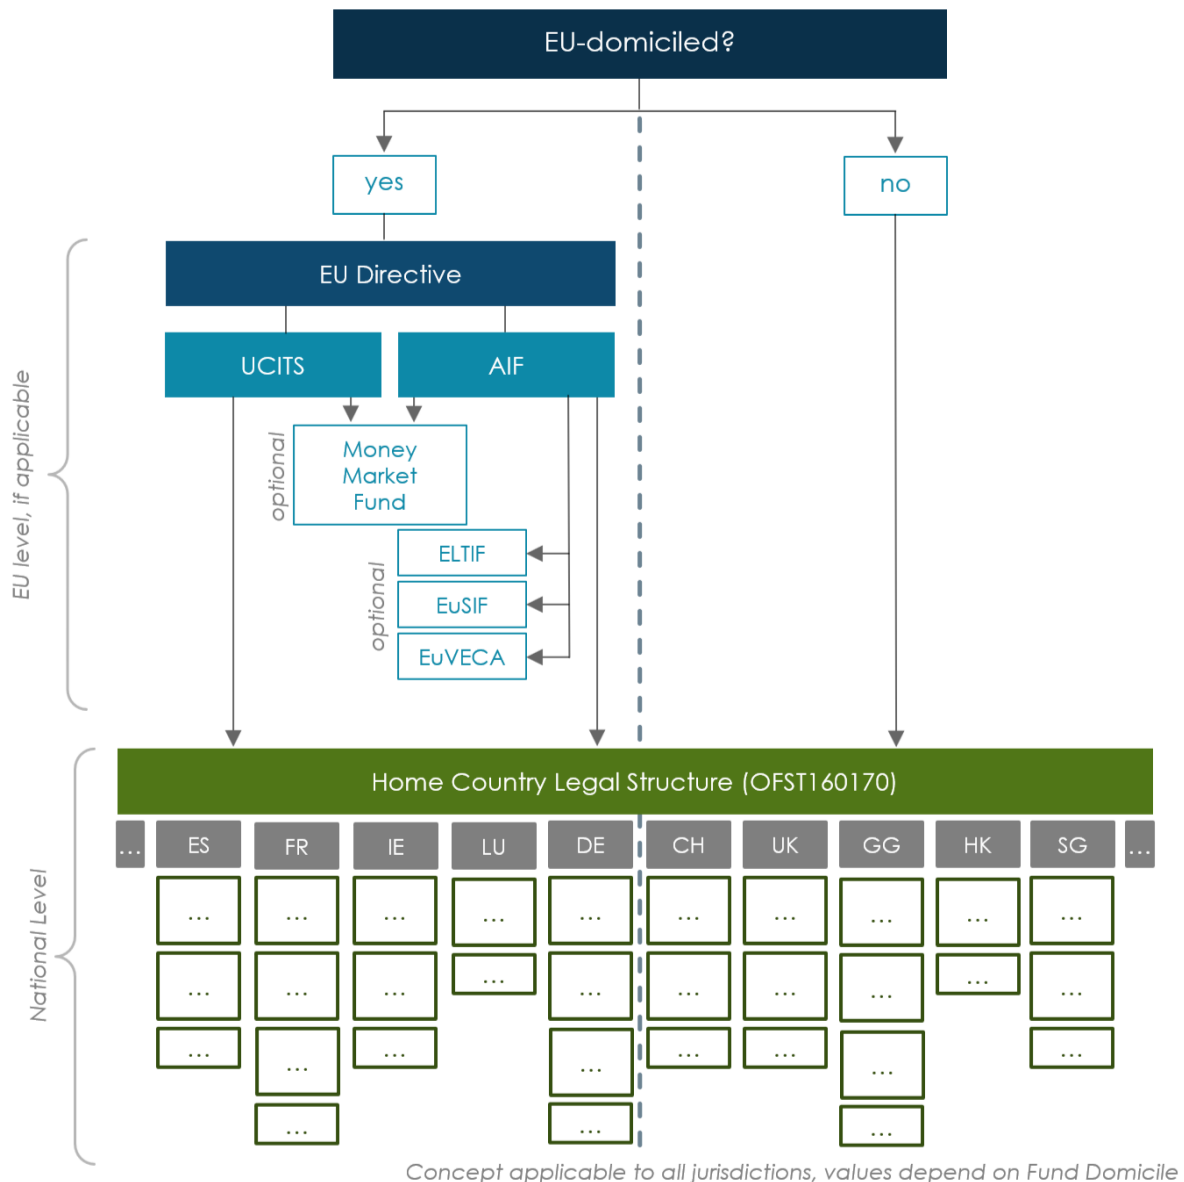 EU-domiciled?
yes
no
EU Directive
UCITS
AIF
EU level, if applicable
optional
Money
Market
Fund
optional
ELTIF
EuSIF
EuVECA
Home Country Legal Structure (OFST160170)
National Level
... ES FR IE LU DE CH UK GG HK SG ...
... ... ... ... ... ... ... ... ... ...
... ... ... ... ... ... ... ... ... ...
... ... ... ... ... ... ... ...
... ... ...
Concept applicable to all jurisdictions, values depend on Fund Domicile